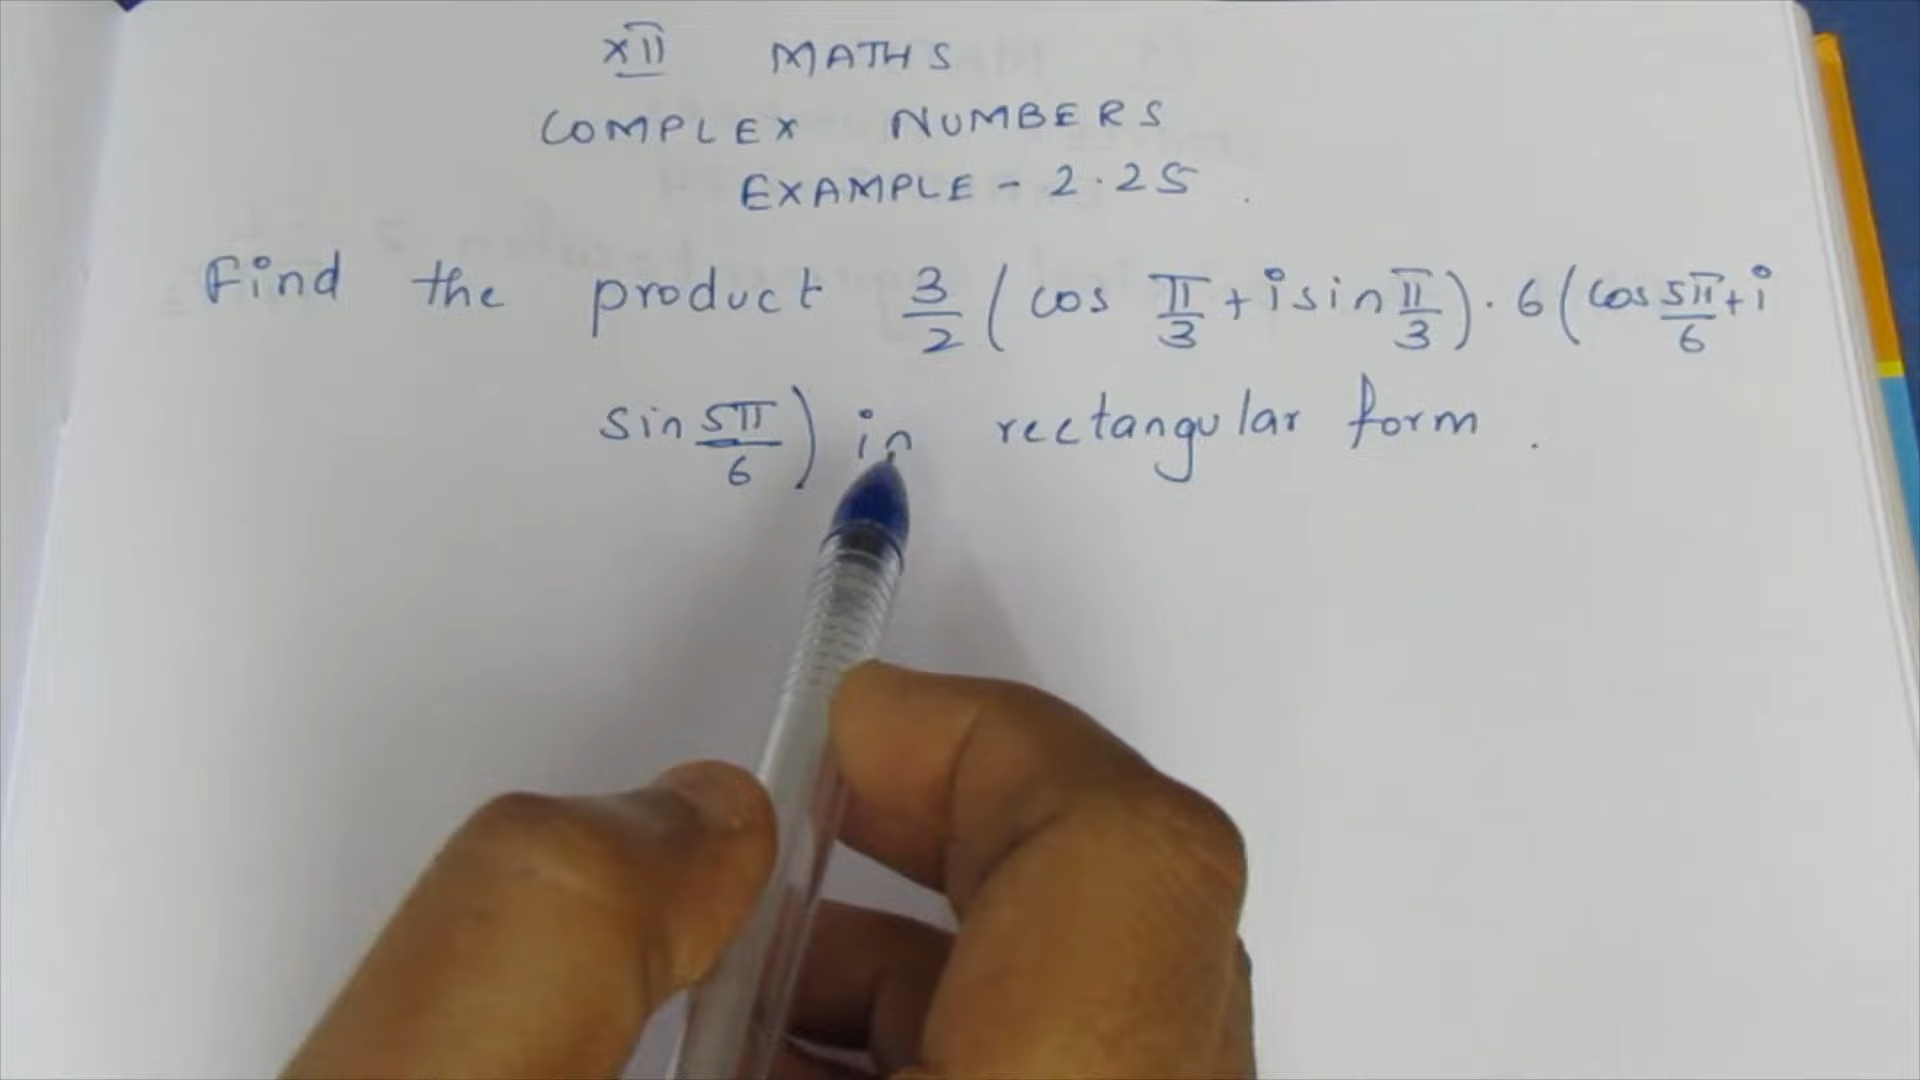 XII MATHS
COMPLEX NUMBERS
EXAMPLE - 2.25.
Find the product 3/2 (cos π/3 + i sin π/3) . 6 (cos 5π/6 + i
sin 5π/6) in rectangular form.